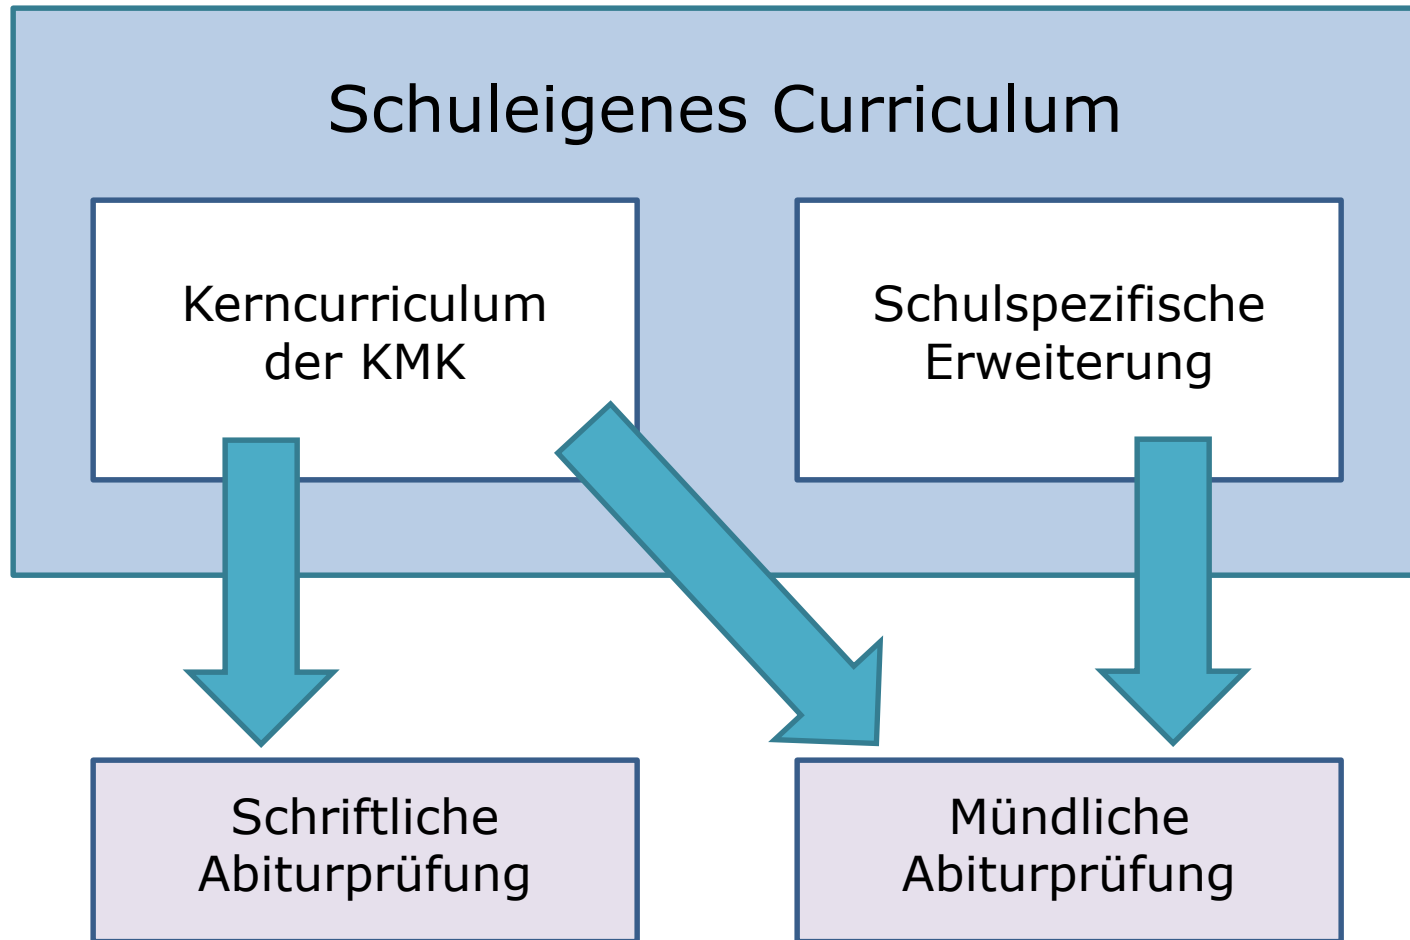 Schuleigenes Curriculum
Kerncurriculum
der KMK
Schulspezifische
Erweiterung
Schriftliche
Abiturprüfung
Mündliche
Abiturprüfung